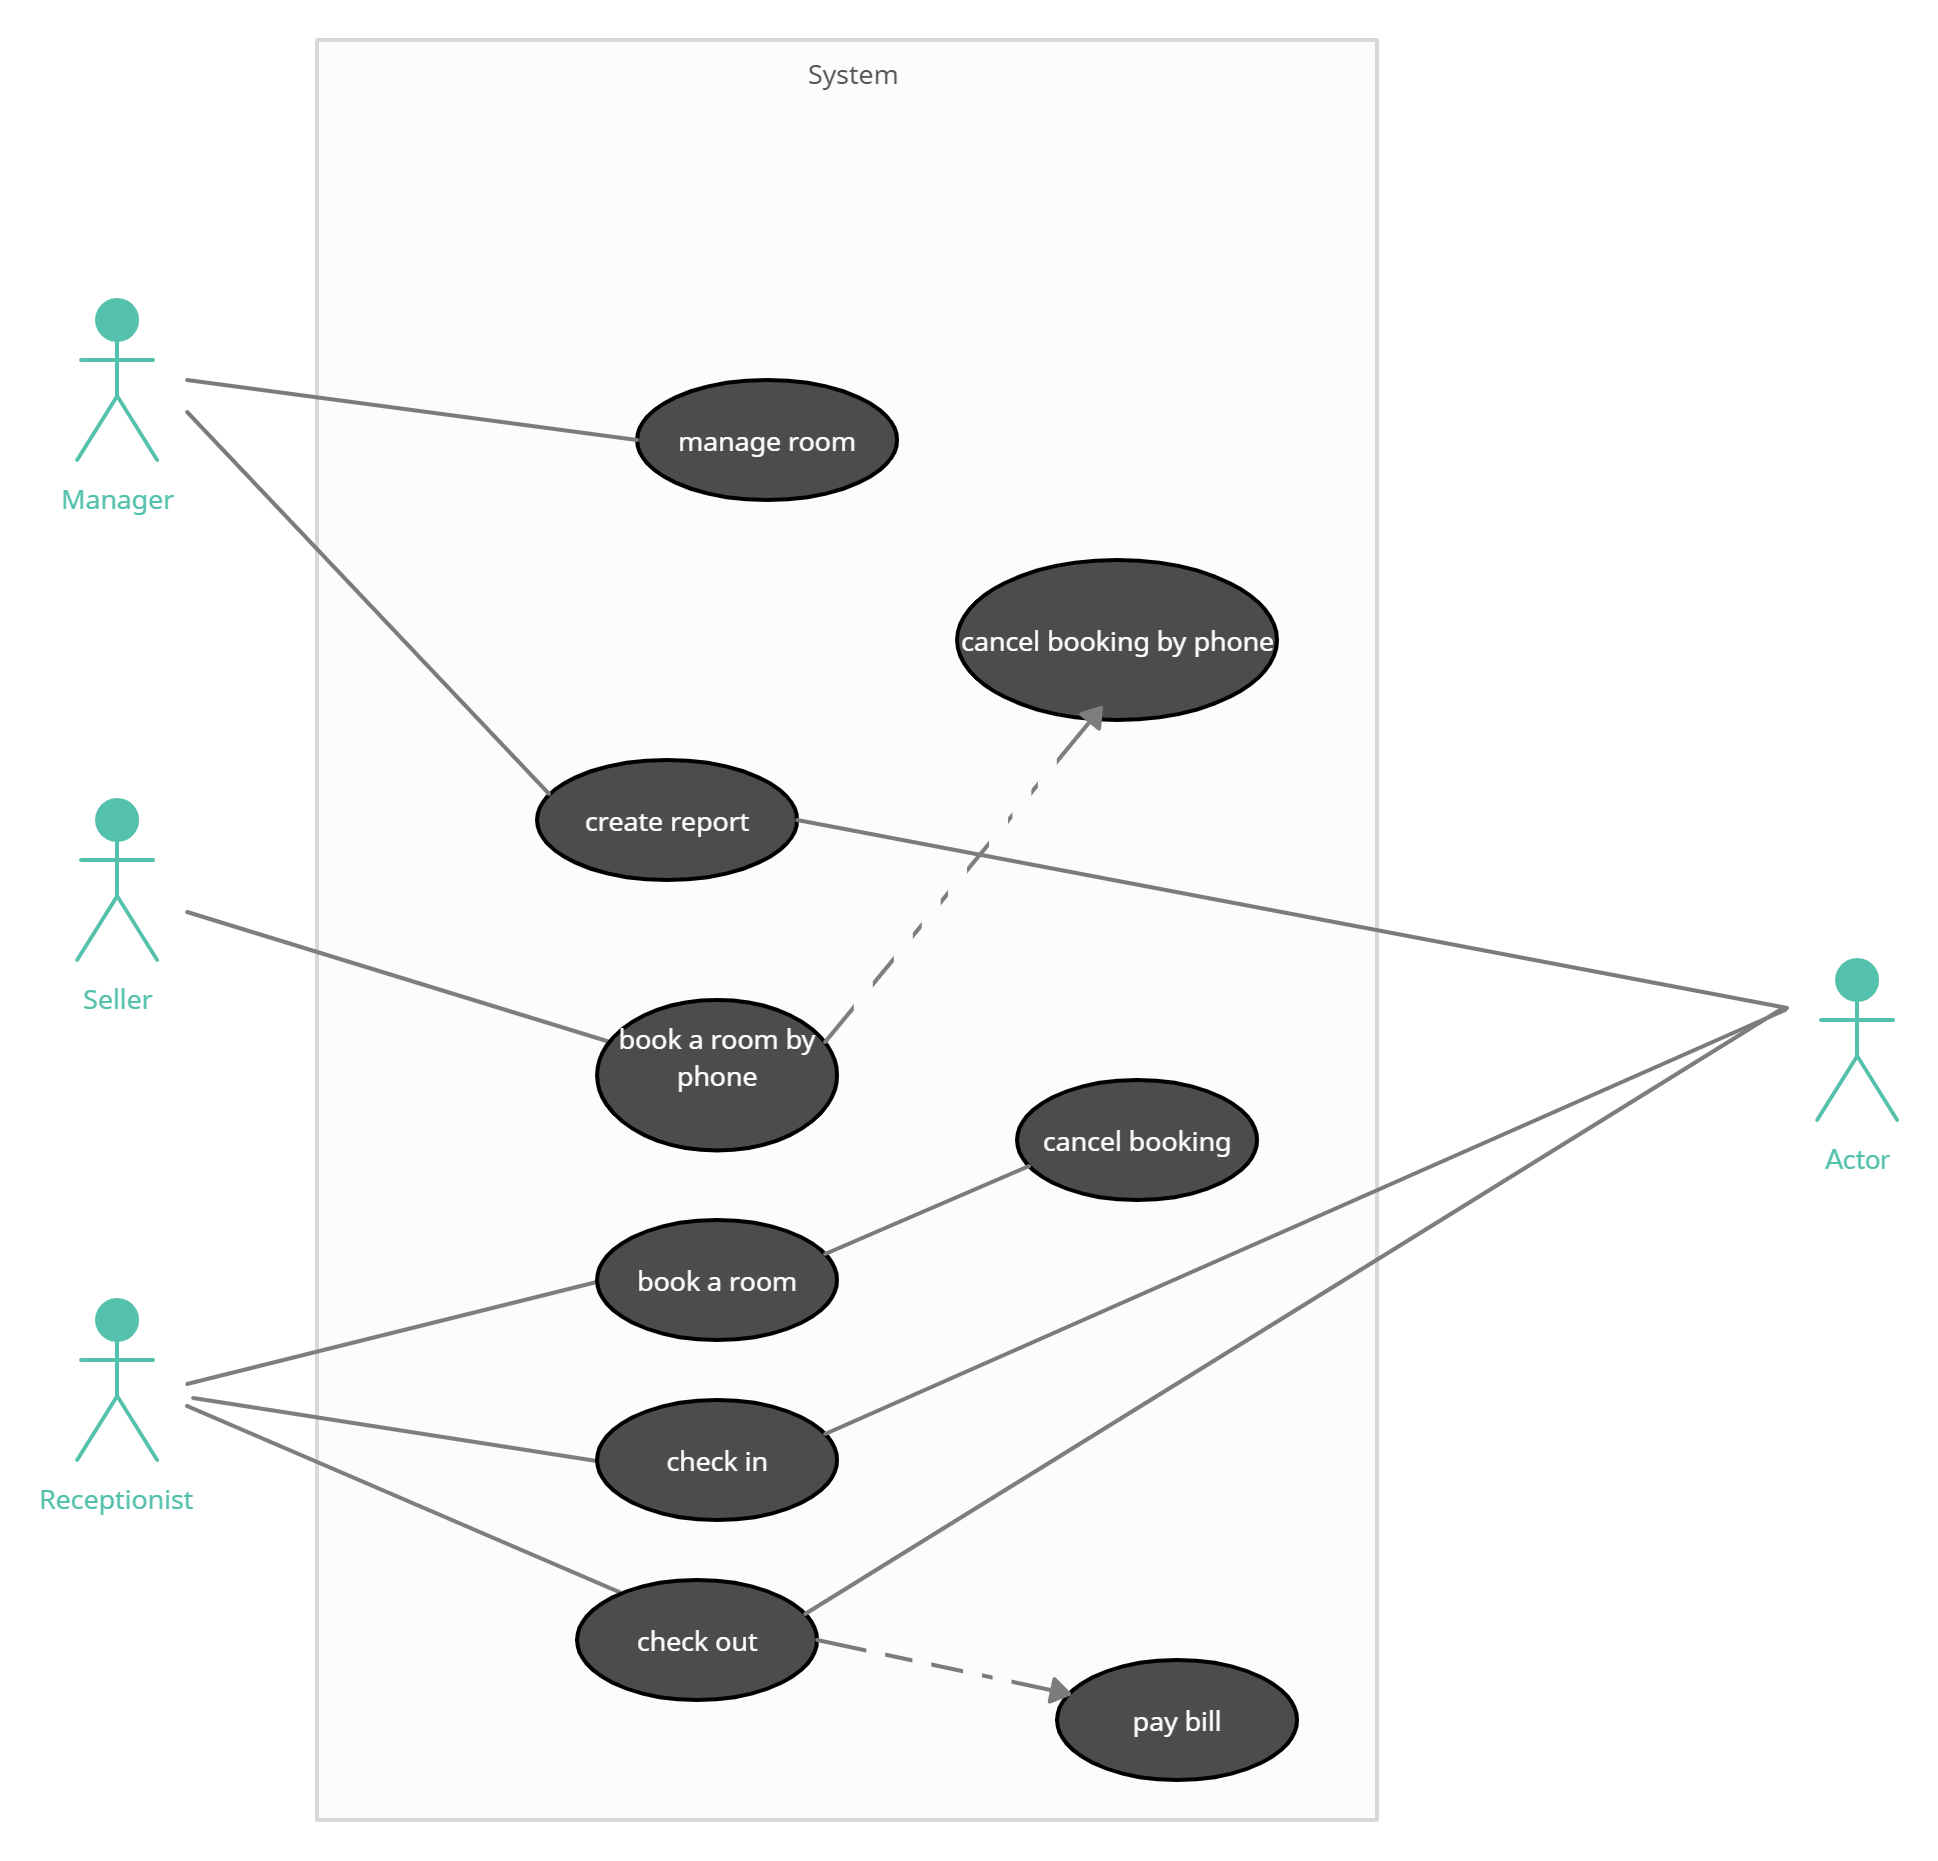 System
manage room
Manager
cancel booking by phone
create report
Seller
book a room by
phone
cancel booking
Actor
book a room
check in
Receptionist
check out
pay bill